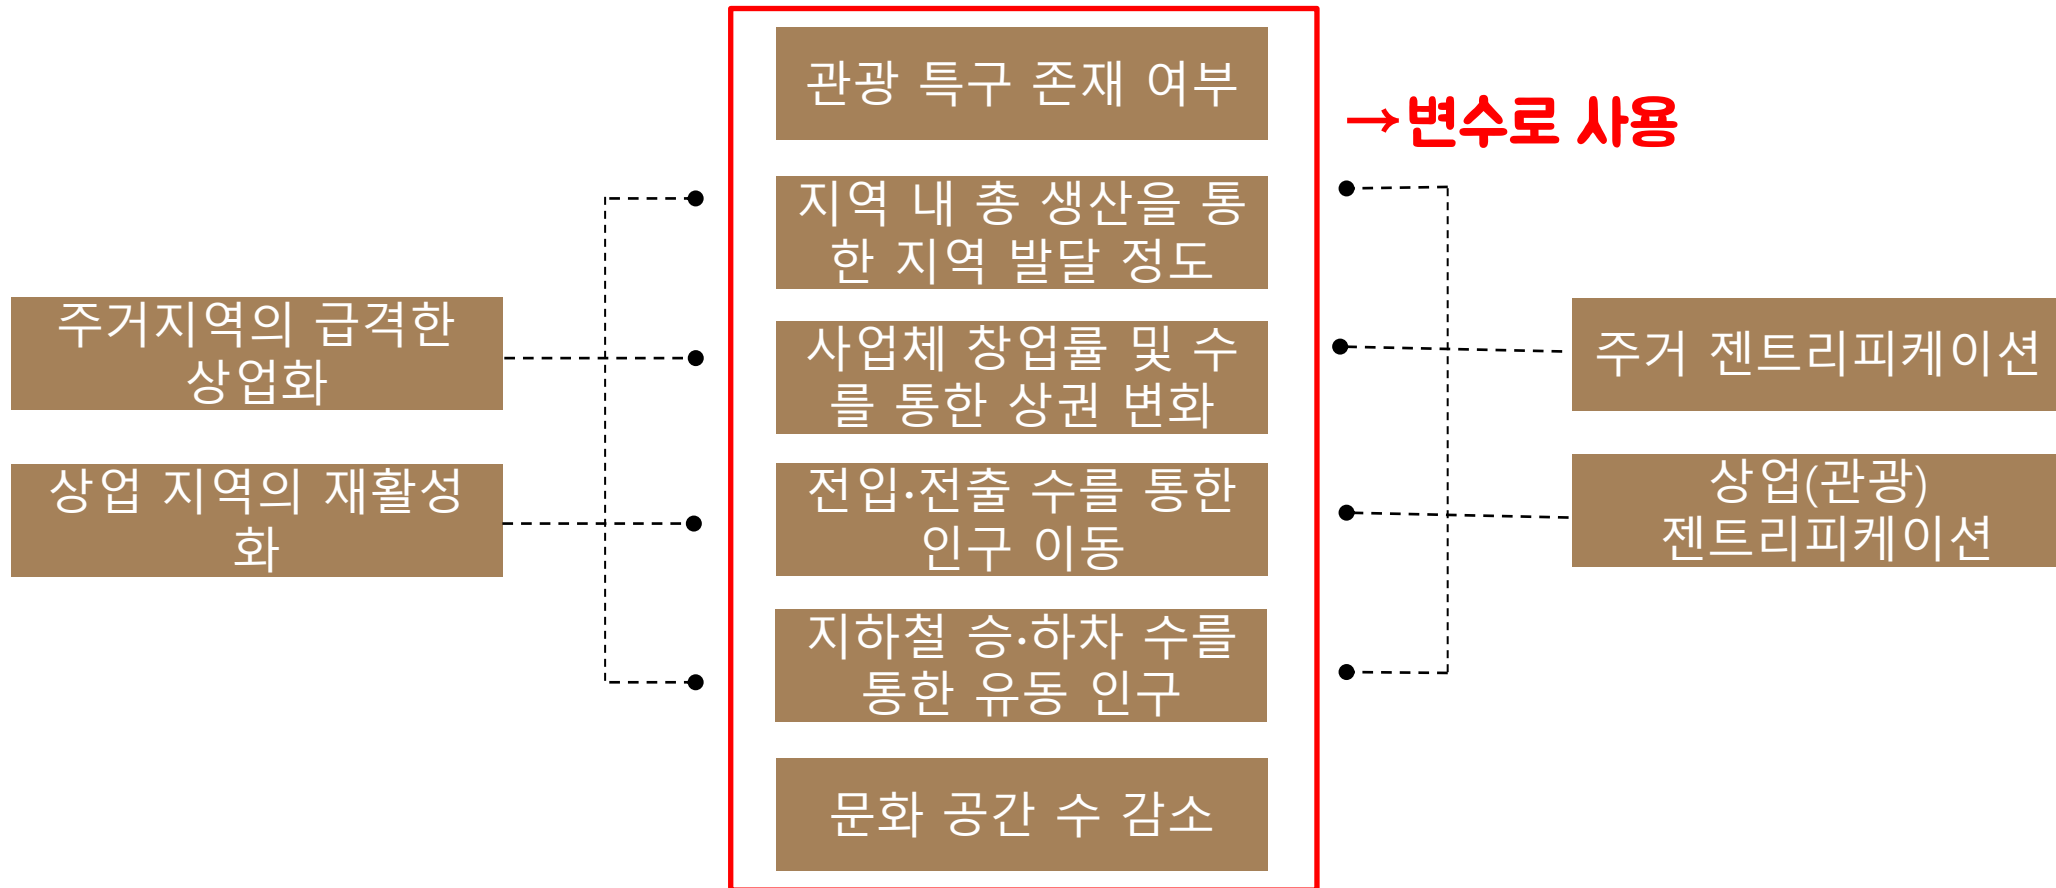 관광 특구 존재 여부
→변수로 사용
지역 내 총 생산을 통
한 지역 발달 정도
주거지역의 급격한
상업화
사업체 창업률 및 수
를 통한 상권 변화
주거 젠트리피케이션
상업 지역의 재활성
화
전입·전출 수를 통한
인구 이동
상업(관광)
젠트리피케이션
지하철 승·하차 수를
통한 유동 인구
문화 공간 수 감소